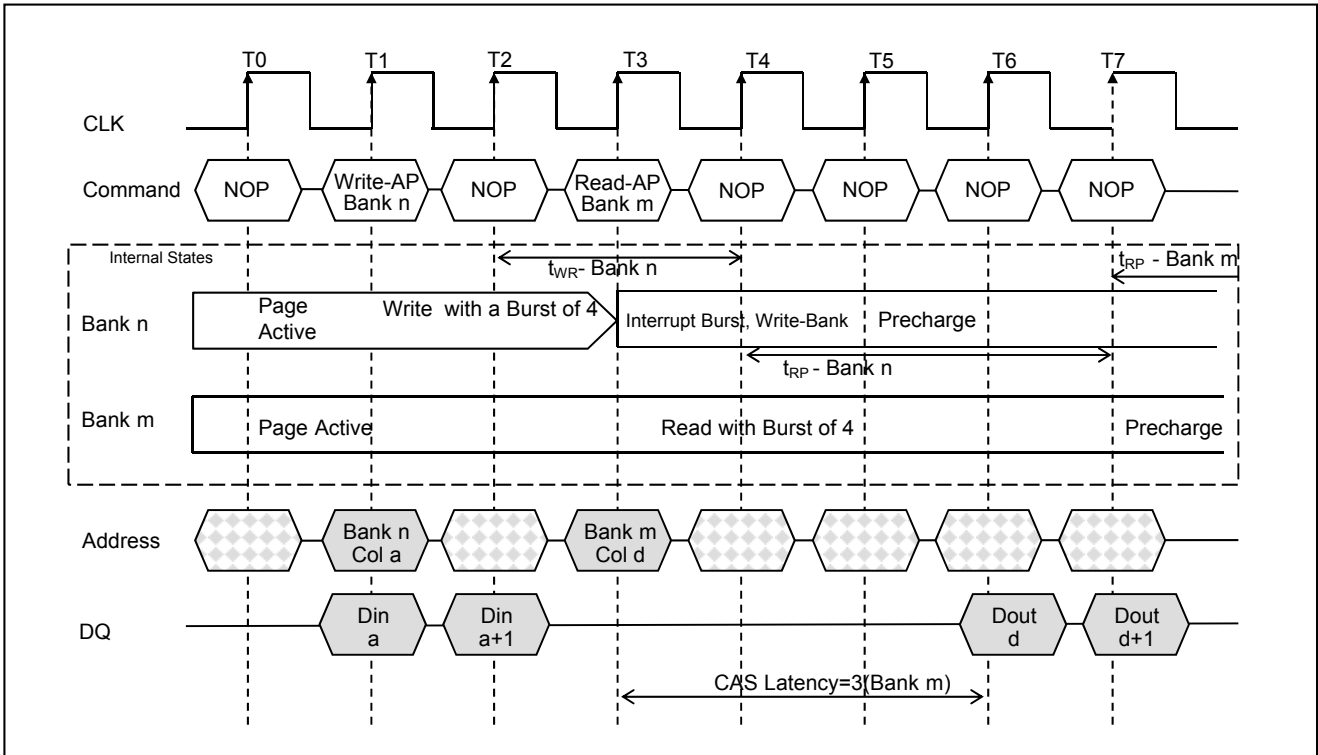 T0 T1 T2 T3 T4 T5 T6 T7
CLK
Command NOP Write-AP Bank n NOP Read-AP Bank m NOP NOP NOP NOP
Internal States
tWR- Bank n
tRP - Bank m
Bank n
Page Active
Write with a Burst of 4
Interrupt Burst, Write-Bank
Precharge
tRP - Bank n
Bank m
Page Active
Read with Burst of 4
Precharge
Address
Bank n
Col a
Bank m
Col d
DQ
Din
a
Din
a+1
Dout
d
Dout
d+1
CAS Latency=3(Bank m)